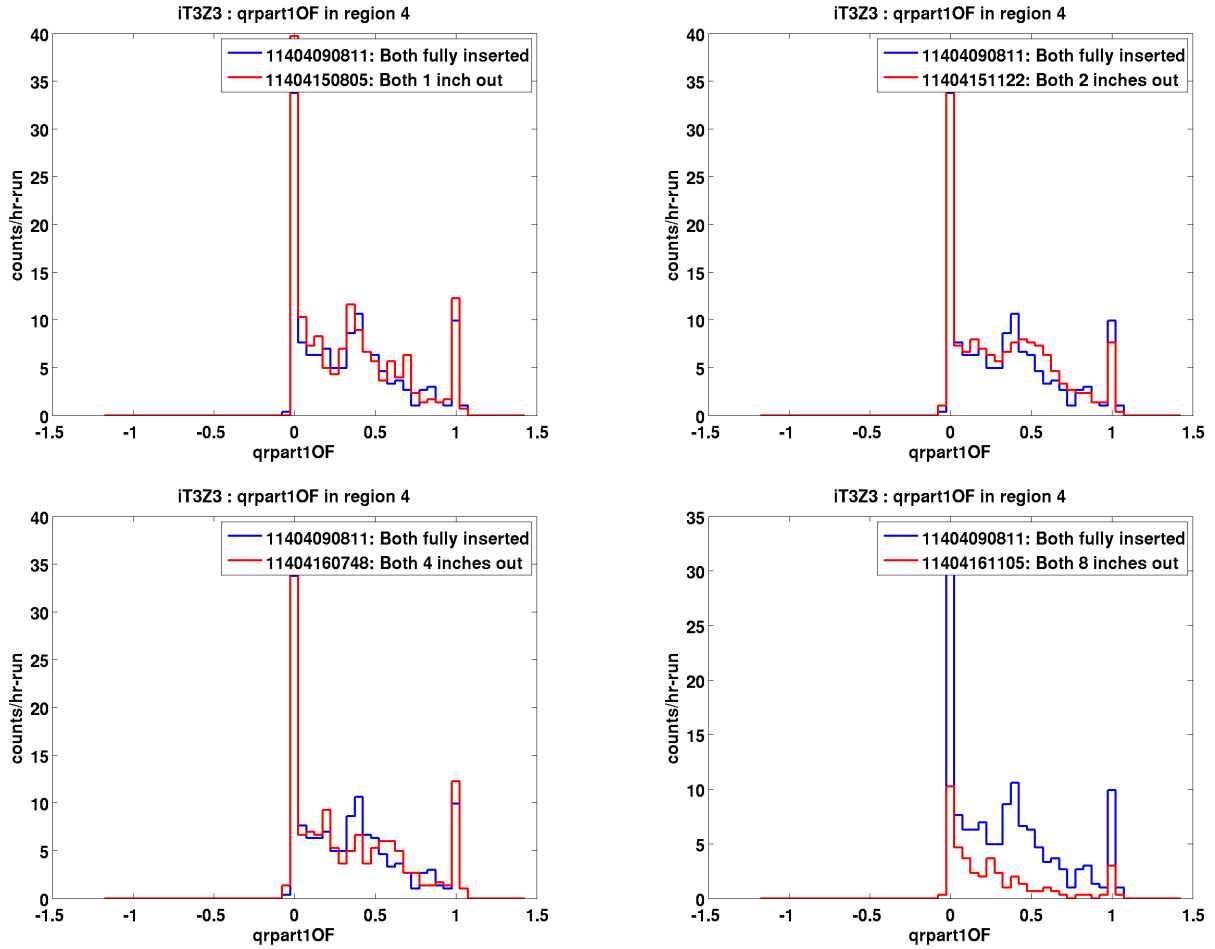 iT3Z3 : qrpart1OF in region 4
40
35
30
25
20
15
10
5
0
counts/hr-run
11404090811: Both fully inserted
11404150805: Both 1 inch out
-1.5 -1 -0.5 0 0.5 1 1.5
qrpart1OF
iT3Z3 : qrpart1OF in region 4
40
35
30
25
20
15
10
5
0
counts/hr-run
11404090811: Both fully inserted
11404151122: Both 2 inches out
-1.5 -1 -0.5 0 0.5 1 1.5
qrpart1OF
iT3Z3 : qrpart1OF in region 4
40
35
30
25
20
15
10
5
0
counts/hr-run
11404090811: Both fully inserted
11404160748: Both 4 inches out
-1.5 -1 -0.5 0 0.5 1 1.5
qrpart1OF
iT3Z3 : qrpart1OF in region 4
35
30
25
20
15
10
5
0
counts/hr-run
11404090811: Both fully inserted
11404161105: Both 8 inches out
-1.5 -1 -0.5 0 0.5 1 1.5
qrpart1OF